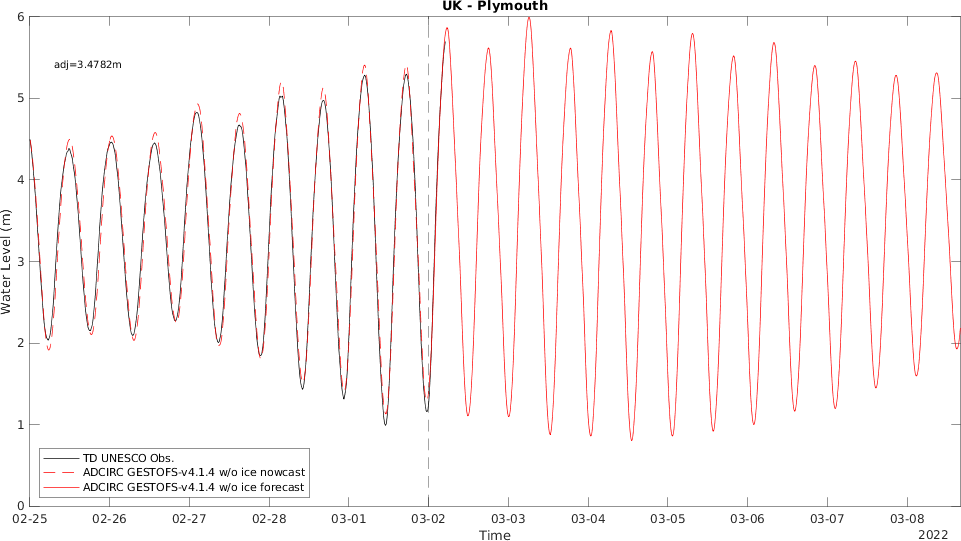 UK - Plymouth
6
adj=3.4782m
5
4
3
2
1
0
Water Level (m)
TD UNESCO Obs.
ADCIRC GESTOFS-v4.1.4 w/o ice nowcast
ADCIRC GESTOFS-v4.1.4 w/o ice forecast
02-25 02-26 02-27 02-28 03-01 03-02 03-03 03-04 03-05 03-06 03-07 03-08
Time
2022